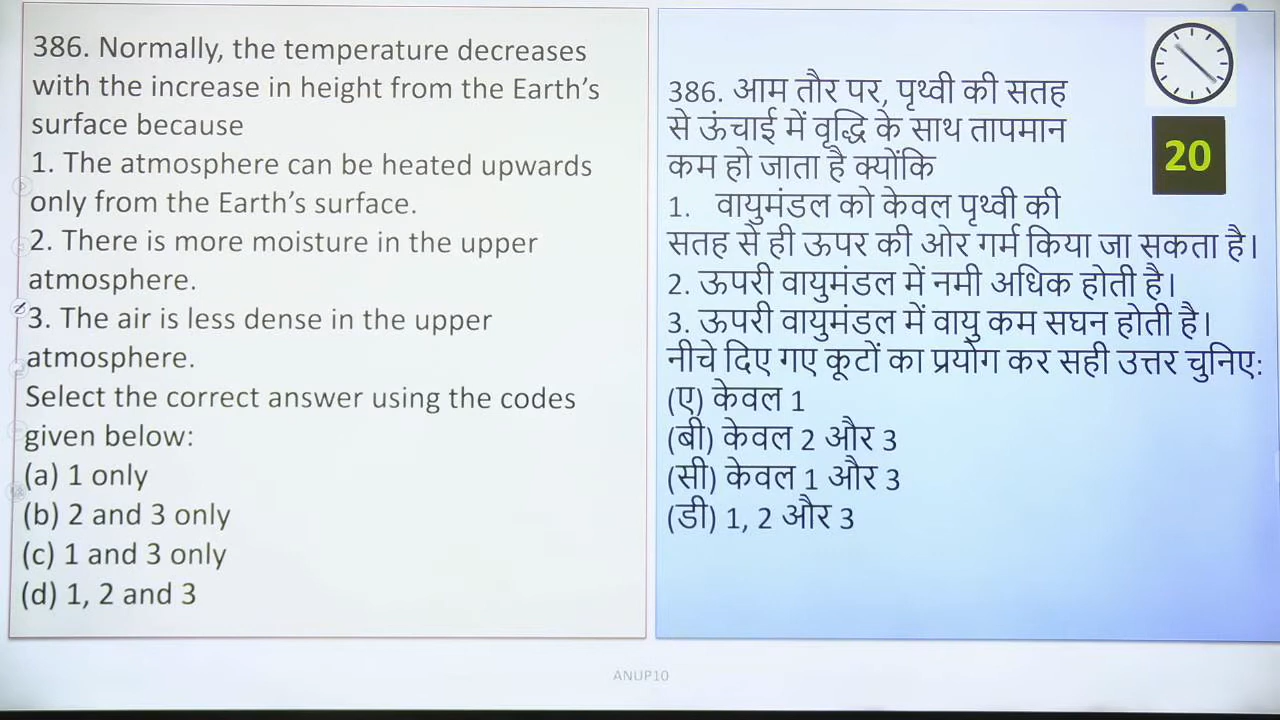 386. Normally, the temperature decreases
with the increase in height from the Earth's
surface because
1. The atmosphere can be heated upwards
only from the Earth's surface.
2. There is more moisture in the upper
atmosphere.
3. The air is less dense in the upper
atmosphere.
Select the correct answer using the codes
given below:
(a) 1 only
(b) 2 and 3 only
(c) 1 and 3 only
(d) 1, 2 and 3
386. आम तौर पर, पृथ्वी की सतह
से ऊंचाई में वृद्धि के साथ तापमान
कम हो जाता है क्योंकि
1. वायुमंडल को केवल पृथ्वी की
सतह से ही ऊपर की ओर गर्म किया जा सकता है।
2. ऊपरी वायुमंडल में नमी अधिक होती है।
3. ऊपरी वायुमंडल में वायु कम सघन होती है।
नीचे दिए गए कूटों का प्रयोग कर सही उत्तर चुनिए:
(ए) केवल 1
(बी) केवल 2 और 3
(सी) केवल 1 और 3
(डी) 1, 2 और 3
20
ANUP10